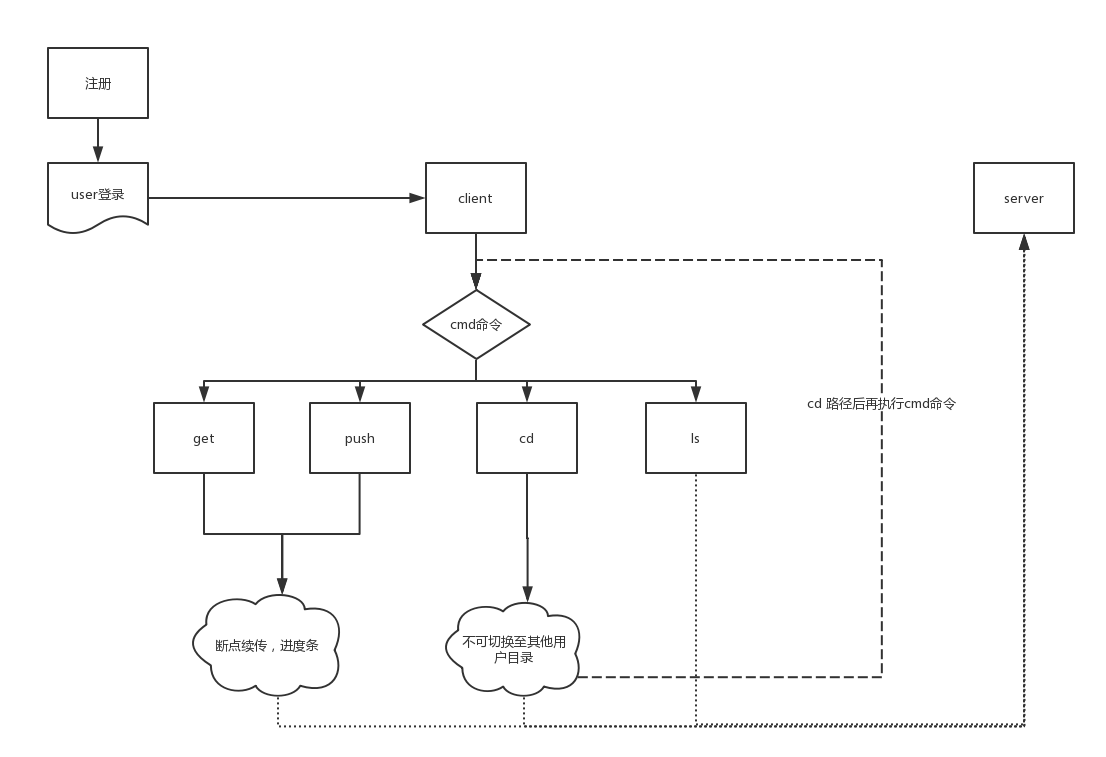 注册
user登录
client
server
cmd命令
cd 路径后再执行cmd命令
get
push
cd
ls
断点续传，进度条
不可切换至其他用
户目录